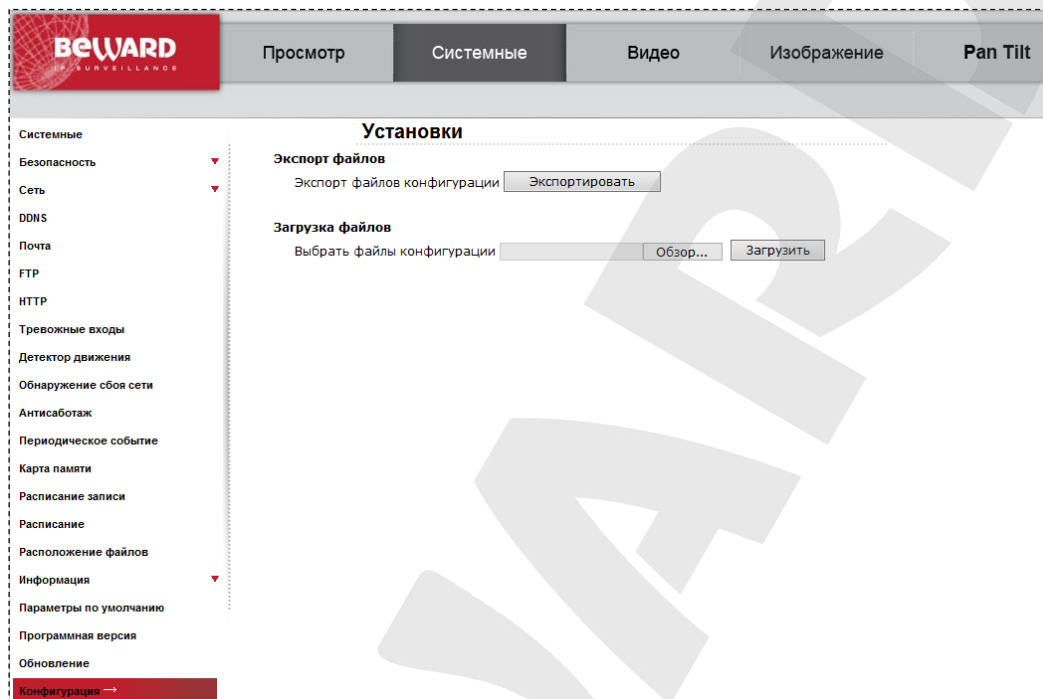 BEWARD
IP SURVEILLANCE
Просмотр
Системные
Видео
Изображение
Pan Tilt
Системные
Безопасность
Сеть
DDNS
Почта
FTP
HTTP
Тревожные входы
Детектор движения
Обнаружение сбоя сети
Антисаботаж
Периодическое событие
Карта памяти
Расписание записи
Расписание
Расположение файлов
Информация
Параметры по умолчанию
Программная версия
Обновление
Конфигурация →
Установки
Экспорт файлов
Экспорт файлов конфигурации Экспортировать
Загрузка файлов
Выбрать файлы конфигурации Обзор... Загрузить